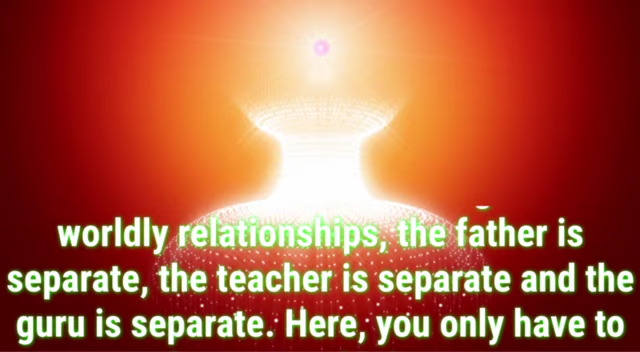 worldly relationships, the father is
separate, the teacher is separate and the
guru is separate. Here, you only have to